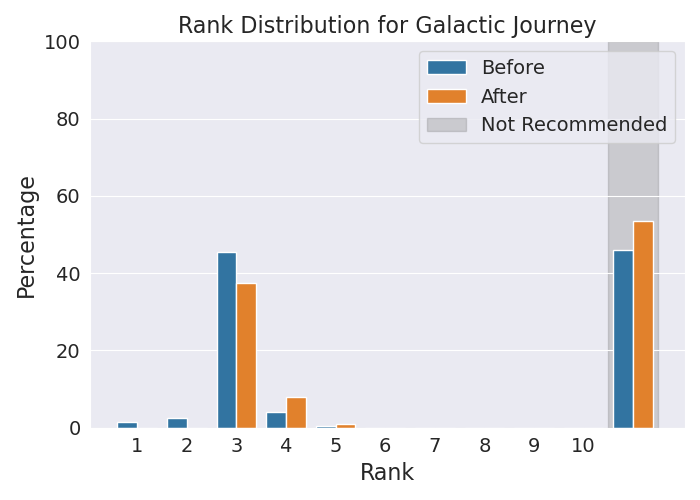 Rank Distribution for Galactic Journey
100
80
60
40
20
0
Percentage
Before
After
Not Recommended
1 2 3 4 5 6 7 8 9 10
Rank